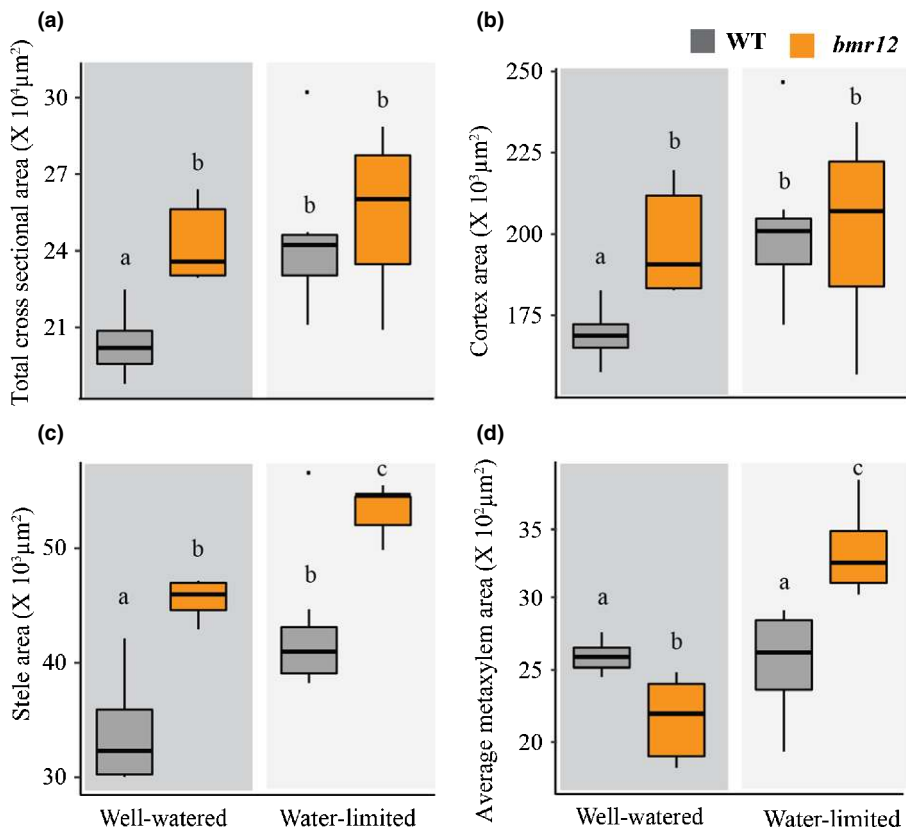 (a)
(b)
WT bmr12
Total cross sectional area (X 10⁴µm²)
30
27
24
21
a
b
b
b
Cortex area (X 10³µm²)
250
225
200
175
a
b
b
b
(c)
(d)
Stele area (X 10³µm²)
50
40
30
a
b
b
c
Well-watered Water-limited
Average metaxylem area (X 10²µm²)
35
30
25
20
a
b
a
c
Well-watered Water-limited